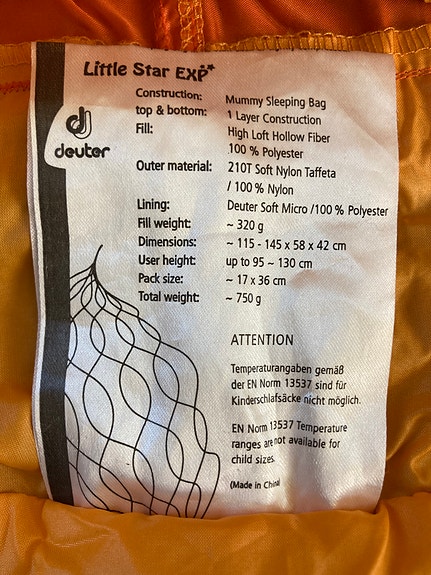 Little Star EXP
deuter
Construction: Mummy Sleeping Bag
top & bottom: 1 Layer Construction
Fill: High Loft Hollow Fiber
100 % Polyester
Outer material: 210T Soft Nylon Taffeta
/ 100 % Nylon
Lining: Deuter Soft Micro /100 % Polyester
Fill weight: ~ 320 g
Dimensions: ~ 115 - 145 x 58 x 42 cm
User height: up to 95 ~ 130 cm
Pack size: ~ 17 x 36 cm
Total weight: ~ 750 g
ATTENTION
Temperaturangaben gemäß
der EN Norm 13537 sind für
Kinderschlafsäcke nicht möglich.
EN Norm 13537 Temperature
ranges are not available for
child sizes.
(Made in China